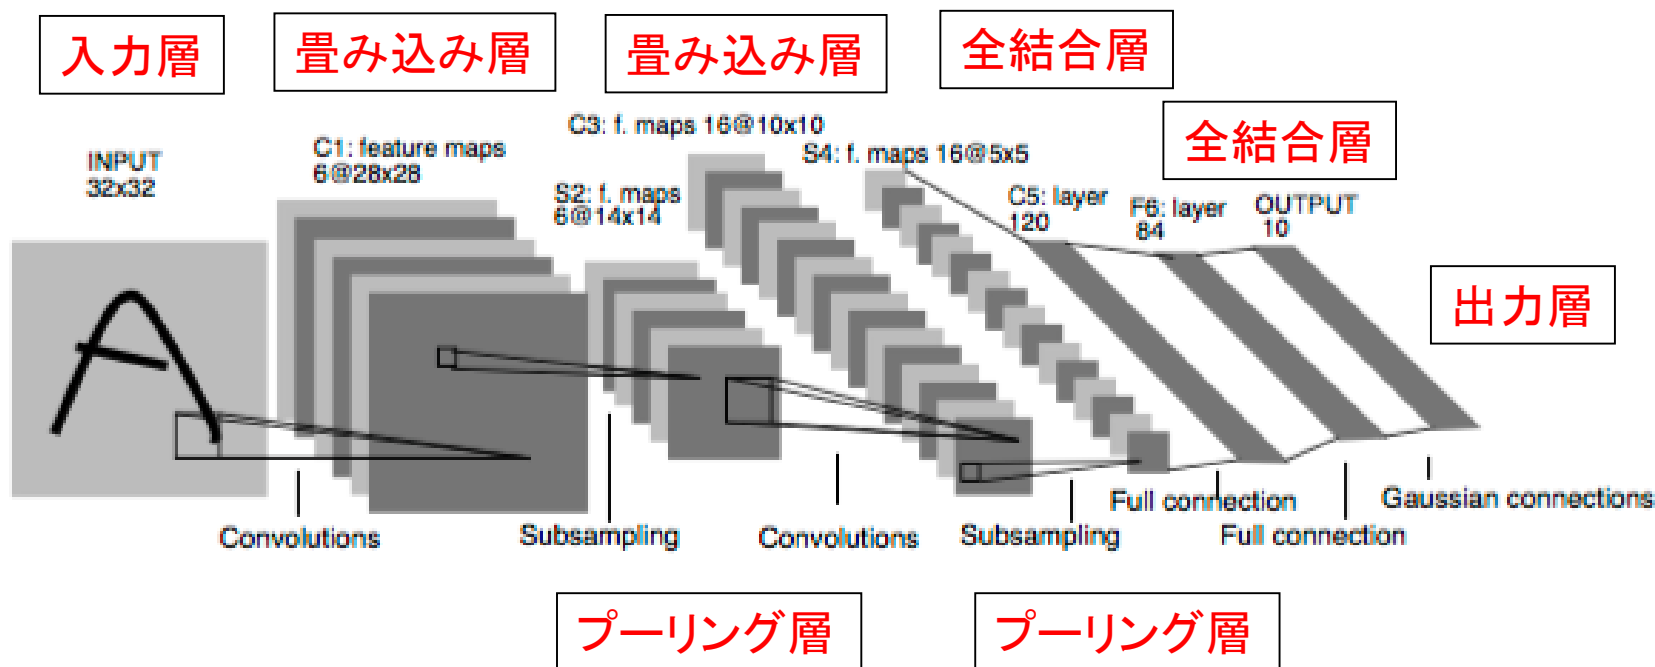 入力層
畳み込み層
畳み込み層
全結合層
全結合層
出力層
INPUT
32x32
C1: feature maps
6@28x28
C3: f. maps 16@10x10
S2: f. maps
6@14x14
S4: f. maps 16@5x5
C5: layer
120
F6: layer
84
OUTPUT
10
Convolutions
Subsampling
Convolutions
Subsampling
Full connection
Full connection
Gaussian connections
プーリング層
プーリング層